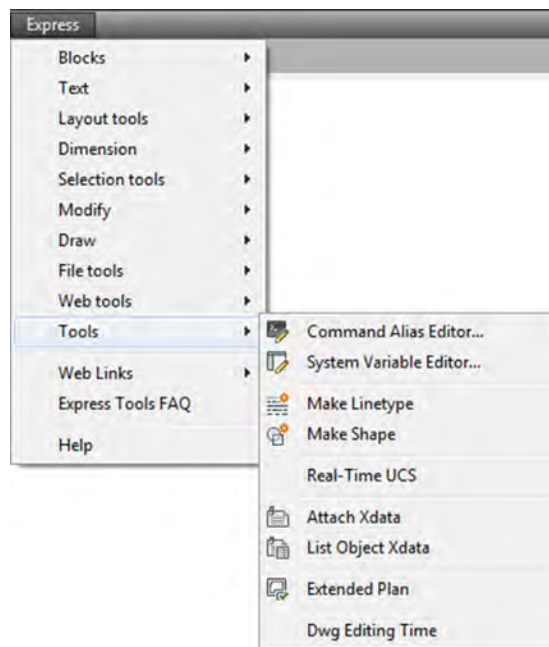 Express
Blocks
Text
Layout tools
Dimension
Selection tools
Modify
Draw
File tools
Web tools
Tools
Web Links
Express Tools FAQ
Help
Command Alias Editor...
System Variable Editor...
Make Linetype
Make Shape
Real-Time UCS
Attach Xdata
List Object Xdata
Extended Plan
Dwg Editing Time